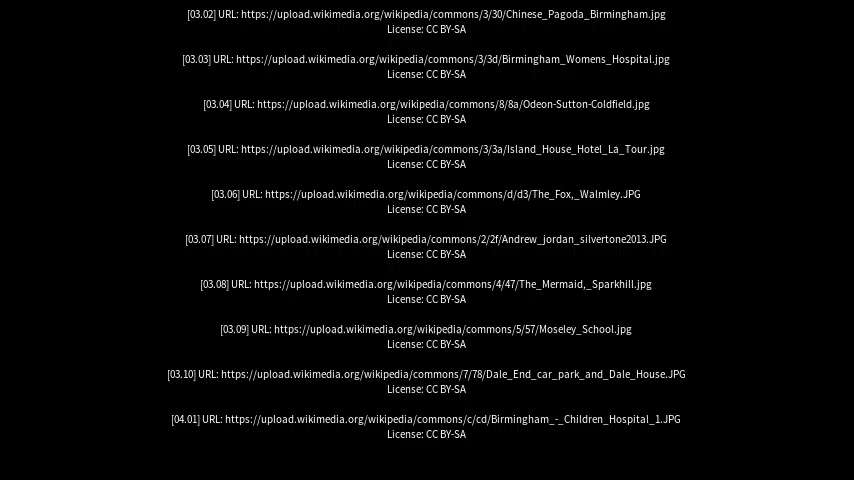 [03.02] URL: https://upload.wikimedia.org/wikipedia/commons/3/30/Chinese_Pagoda_Birmingham.jpg
License: CC BY-SA
[03.03] URL: https://upload.wikimedia.org/wikipedia/commons/3/3d/Birmingham_Womens_Hospital.jpg
License: CC BY-SA
[03.04] URL: https://upload.wikimedia.org/wikipedia/commons/8/8a/Odeon-Sutton-Coldfield.jpg
License: CC BY-SA
[03.05] URL: https://upload.wikimedia.org/wikipedia/commons/3/3a/Island_House_Hotel_La_Tour.jpg
License: CC BY-SA
[03.06] URL: https://upload.wikimedia.org/wikipedia/commons/d/d3/The_Fox,_Walmley.JPG
License: CC BY-SA
[03.07] URL: https://upload.wikimedia.org/wikipedia/commons/2/2f/Andrew_jordan_silvertone2013.JPG
License: CC BY-SA
[03.08] URL: https://upload.wikimedia.org/wikipedia/commons/4/47/The_Mermaid,_Sparkhill.jpg
License: CC BY-SA
[03.09] URL: https://upload.wikimedia.org/wikipedia/commons/5/57/Moseley_School.jpg
License: CC BY-SA
[03.10] URL: https://upload.wikimedia.org/wikipedia/commons/7/78/Dale_End_car_park_and_Dale_House.JPG
License: CC BY-SA
[04.01] URL: https://upload.wikimedia.org/wikipedia/commons/c/cd/Birmingham_-_Children_Hospital_1.JPG
License: CC BY-SA